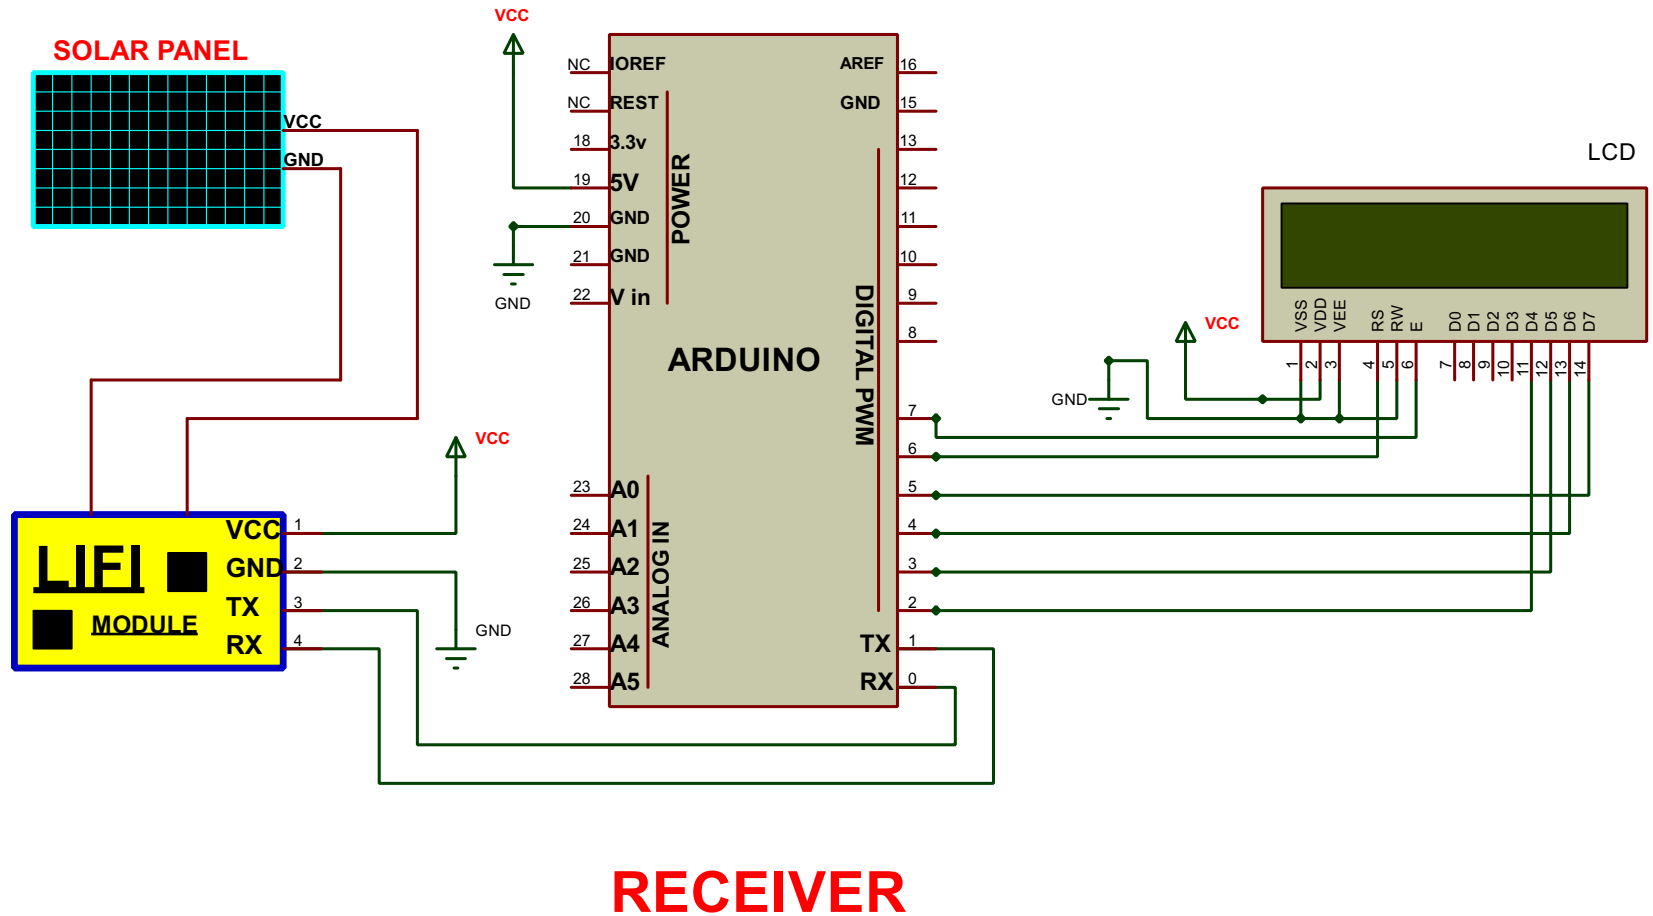 SOLAR PANEL
VCC
GND
VCC
GND
LIFI
MODULE
VCC 1
GND 2
TX 3
RX 4
VCC
GND
ARDUINO
NC IOREF
NC REST
18 3.3v
19 5V
20 GND
21 GND
22 V in
POWER
23 A0
24 A1
25 A2
26 A3
27 A4
28 A5
ANALOG IN
AREF 16
GND 15
13
12
11
10
9
8
7
6
5
4
3
2
DIGITAL PWM
TX 1
RX 0
LCD
VSS
VDD
VEE
RS
RW
E
D0
D1
D2
D3
D4
D5
D6
D7
1
2
3
4
5
6
7
8
9
10
11
12
13
14
VCC
GND
RECEIVER